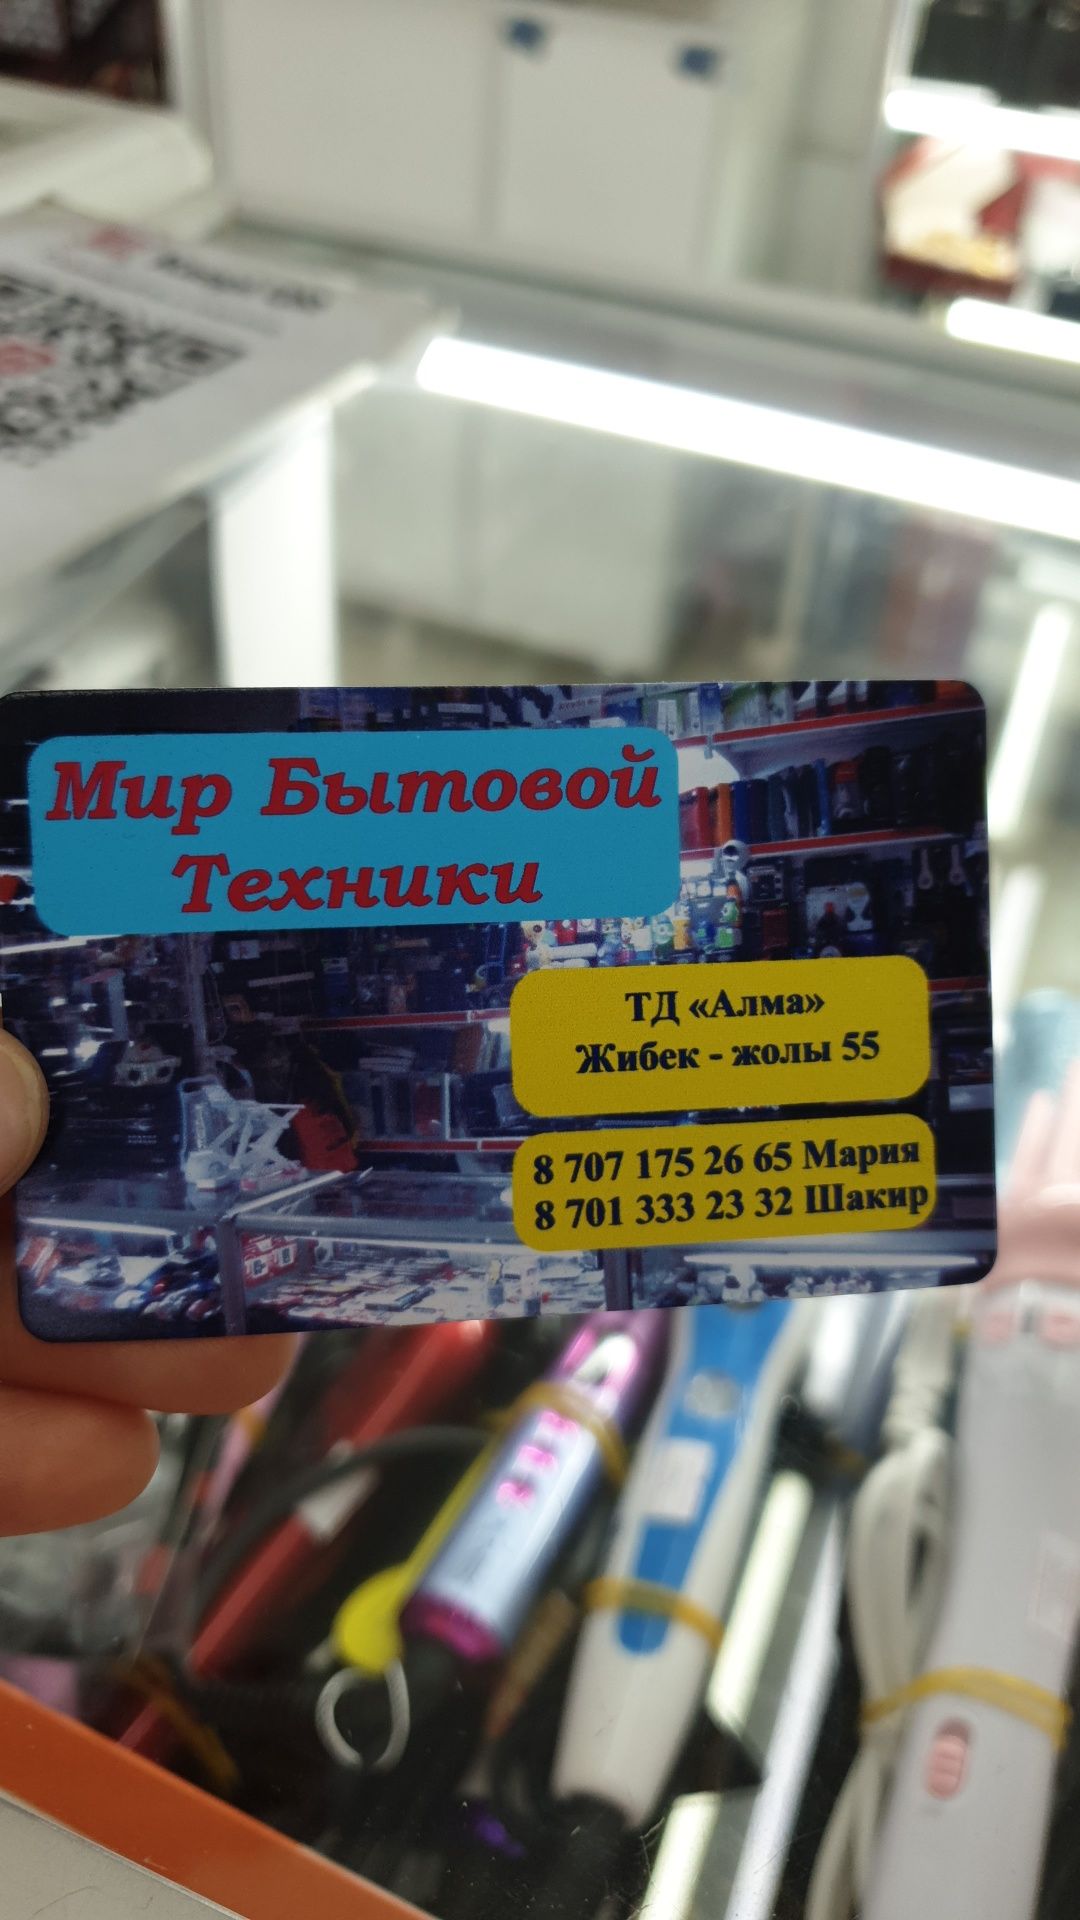 Мир Бытовой
Техники
ТД «Алма»
Жибек - жолы 55
8 707 175 26 65 Мария
8 701 333 23 32 Шакир